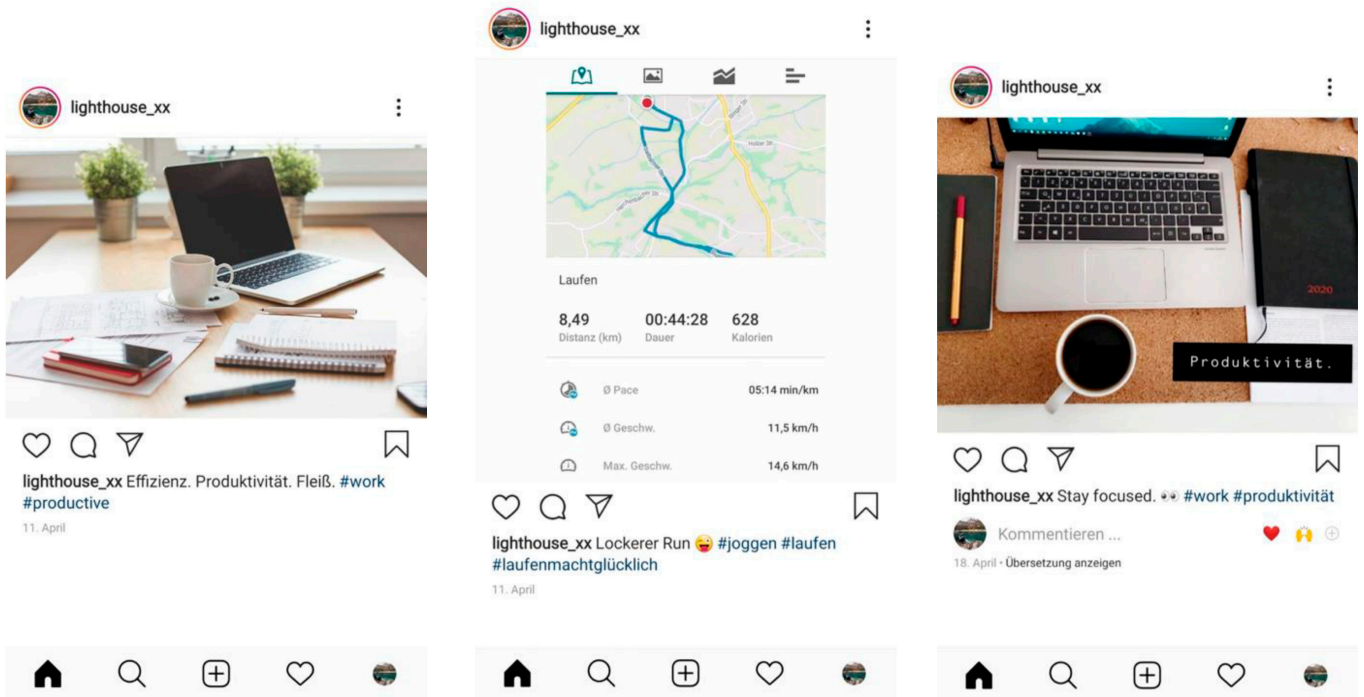 lighthouse_xx
lighthouse_xx Effizienz. Produktivität. Fleiß. #work
#productive
11. April
lighthouse_xx
Laufen
8,49
00:44:28
628
Distanz (km)
Dauer
Kalorien
Ø Pace
05:14 min/km
Ø Geschw.
11,5 km/h
Max. Geschw.
14,6 km/h
lighthouse_xx Lockerer Run 😜 #joggen #laufen
#laufenmachtglücklich
11. April
lighthouse_xx
2020
Produktivität.
lighthouse_xx Stay focused. 👀 #work #produktivität
Kommentieren ...
18. April · Übersetzung anzeigen